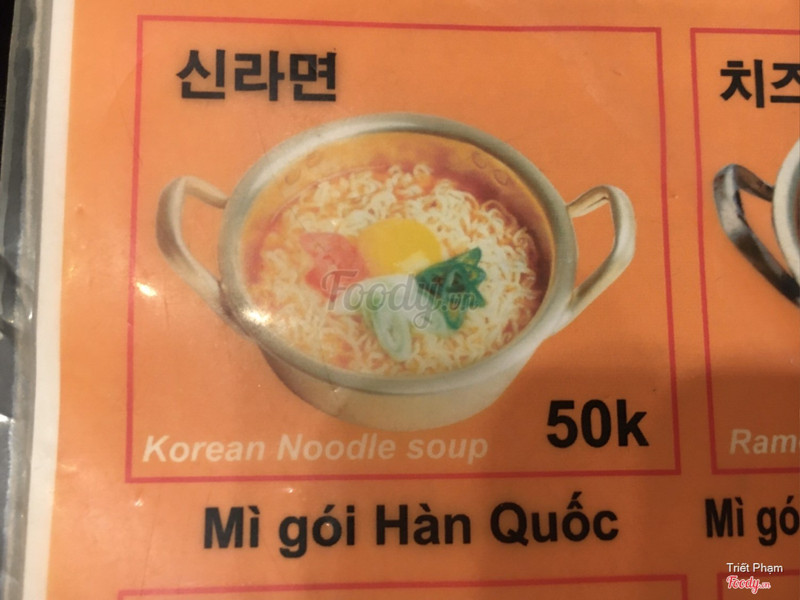 신라면
치즈
Foody.vn
50k
Korean Noodle soup
Mì gói Hàn Quốc
Mì gó
Triết Phạm
Foody.vn